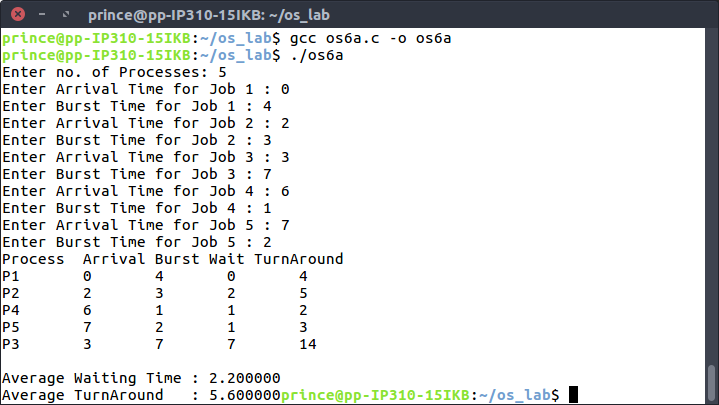 prince@pp-IP310-15IKB: ~/os_lab
prince@pp-IP310-15IKB:~/os_lab$ gcc os6a.c -o os6a
prince@pp-IP310-15IKB:~/os_lab$ ./os6a
Enter no. of Processes: 5
Enter Arrival Time for Job 1 : 0
Enter Burst Time for Job 1 : 4
Enter Arrival Time for Job 2 : 2
Enter Burst Time for Job 2 : 3
Enter Arrival Time for Job 3 : 3
Enter Burst Time for Job 3 : 7
Enter Arrival Time for Job 4 : 6
Enter Burst Time for Job 4 : 1
Enter Arrival Time for Job 5 : 7
Enter Burst Time for Job 5 : 2
Process  Arrival Burst Wait TurnAround
P1       0       4       0       4
P2       2       3       2       5
P4       6       1       1       2
P5       7       2       1       3
P3       3       7       7       14
Average Waiting Time : 2.200000
Average TurnAround   : 5.600000prince@pp-IP310-15IKB:~/os_lab$